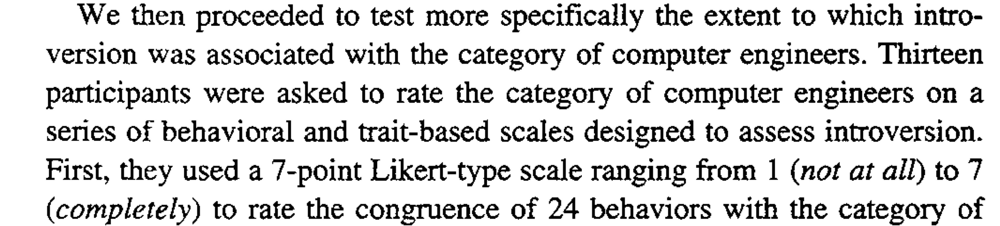 We then proceeded to test more specifically the extent to which intro-
version was associated with the category of computer engineers. Thirteen
participants were asked to rate the category of computer engineers on a
series of behavioral and trait-based scales designed to assess introversion.
First, they used a 7-point Likert-type scale ranging from 1 (not at all) to 7
(completely) to rate the congruence of 24 behaviors with the category of